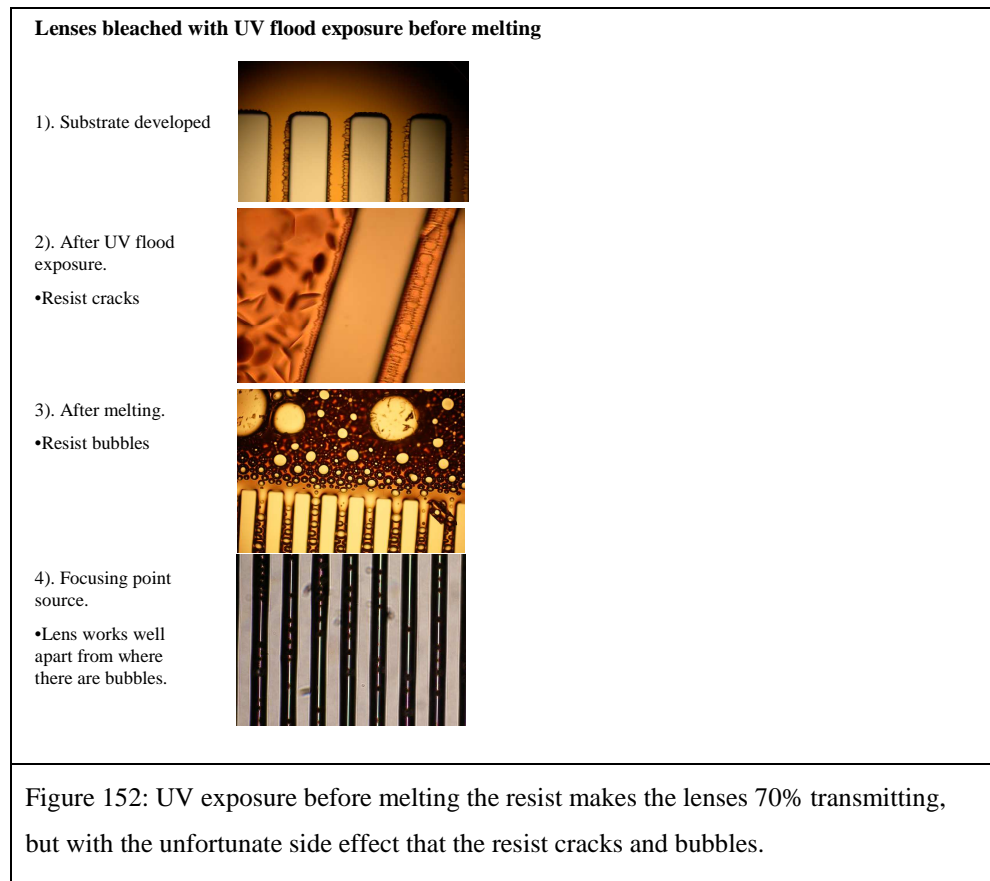 Lenses bleached with UV flood exposure before melting
1). Substrate developed
2). After UV flood
exposure.
•Resist cracks
3). After melting.
•Resist bubbles
4). Focusing point
source.
•Lens works well
apart from where
there are bubbles.
Figure 152: UV exposure before melting the resist makes the lenses 70% transmitting,
but with the unfortunate side effect that the resist cracks and bubbles.